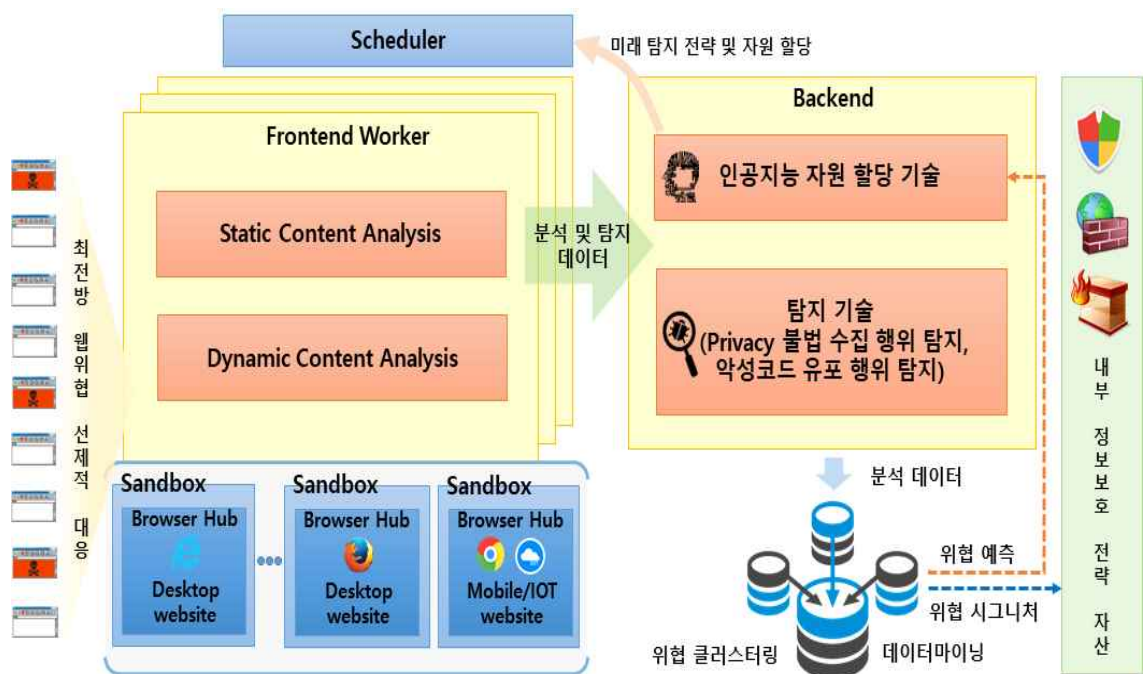 Scheduler
미래 탐지 전략 및 자원 할당
Frontend Worker
Static Content Analysis
Dynamic Content Analysis
최전방 웹위협 선제적 대응
분석 및 탐지
데이터
Backend
인공지능 자원 할당 기술
탐지 기술
(Privacy 불법 수집 행위 탐지,
악성코드 유포 행위 탐지)
Sandbox
Browser Hub
Desktop
website
Sandbox
Browser Hub
Desktop
website
Sandbox
Browser Hub
Mobile/IOT
website
분석 데이터
위협 예측
위협 시그니처
위협 클러스터링
데이터마이닝
내부 정보보호 전략 자산